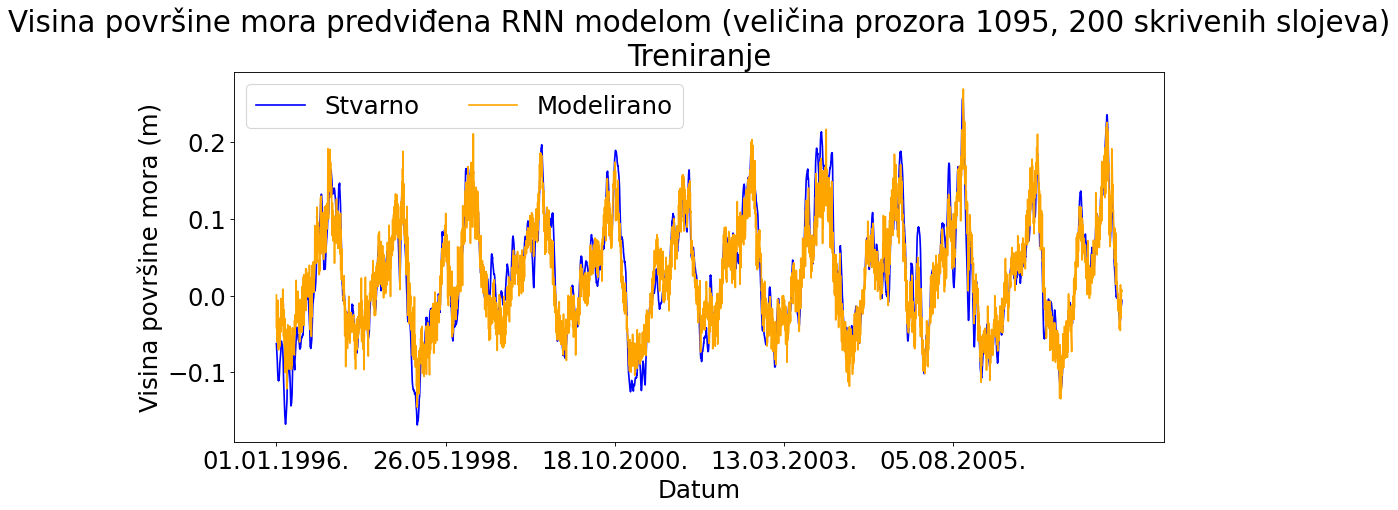 Visina površine mora predviđena RNN modelom (veličina prozora 1095, 200 skrivenih slojeva)
Treniranje
Stvarno
Modelirano
Visina površine mora (m)
0.2
0.1
0.0
−0.1
01.01.1996.
26.05.1998.
18.10.2000.
13.03.2003.
05.08.2005.
Datum